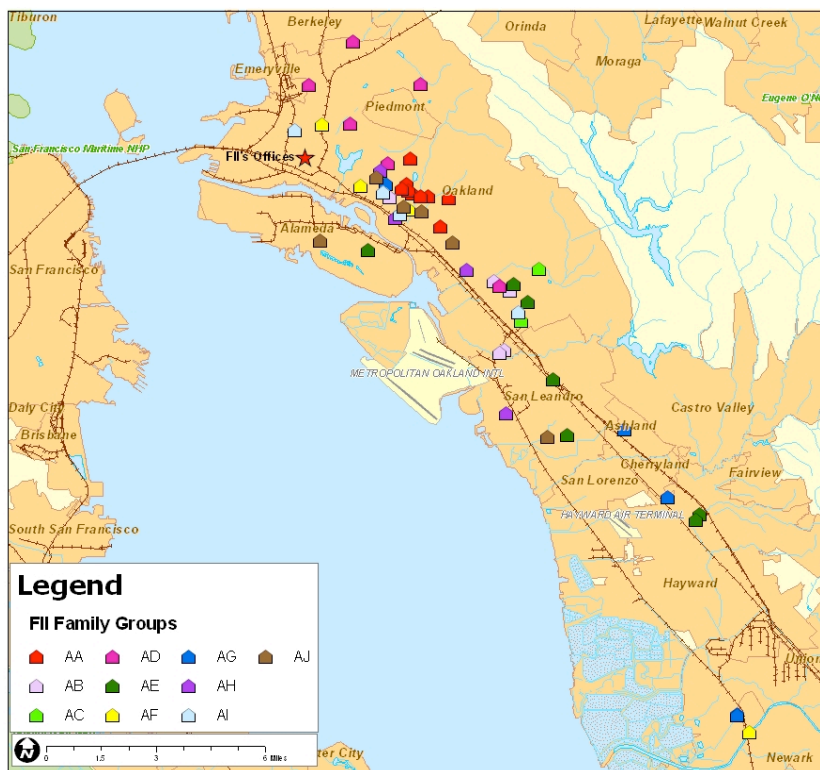 Tiburon
Berkeley
Orinda
Lafayette
Walnut Creek
Moraga
Emeryville
Piedmont
Eugene O'N
San Francisco Maritime NHP
FII's Offices
Oakland
Alameda
San Francisco
METROPOLITAN OAKLAND INTL
San Leandro
Daly City
Brisbane
Castro Valley
Ashland
Cherryland
Fairview
San Lorenzo
South San Francisco
HAYWARD AIR TERMINAL
Hayward
Legend
FII Family Groups
AA AD AG AJ
AB AE AH
AC AF AI
Union
N
0 1.5 3 6 Miles
ter City
Newark